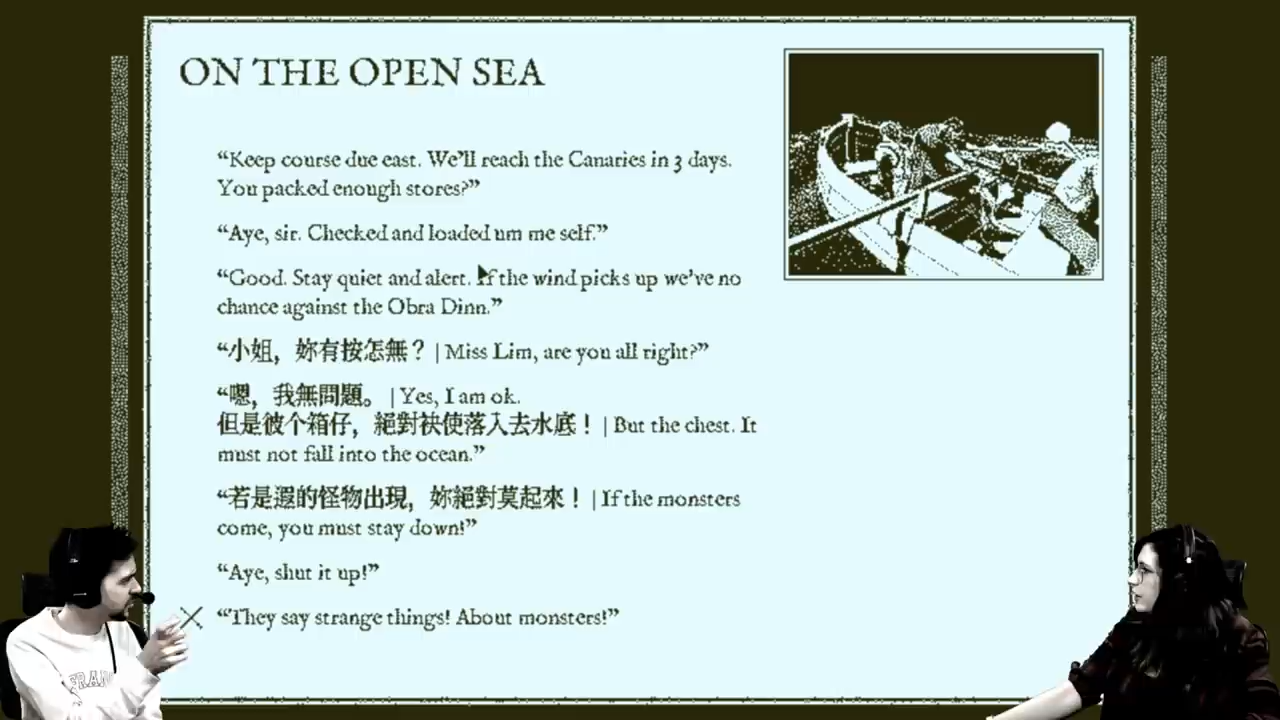 ON THE OPEN SEA
“Keep course due east. We’ll reach the Canaries in 3 days.
You packed enough stores?”
“Aye, sir. Checked and loaded um me self.”
“Good. Stay quiet and alert. If the wind picks up we’ve no
chance against the Obra Dinn.”
“小姐，妳有按怎無？ | Miss Lim, are you all right?”
“嗯，我無問題。 | Yes, I am ok.
但是彼个箱仔，絕對袂使落入去水底！ | But the chest. It
must not fall into the ocean.”
“若是遐的怪物出現，妳絕對莫起來！ | If the monsters
come, you must stay down!”
“Aye, shut it up!”
“They say strange things! About monsters!”